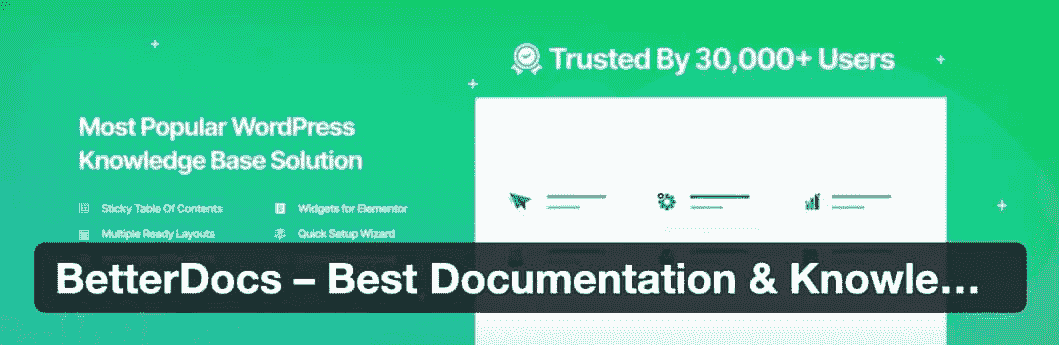 Trusted By 30,000+ Users
Most Popular WordPress
Knowledge Base Solution
Sticky Table Of Contents
Widgets for Elementor
Multiple Ready Layouts
Quick Setup Wizard
BetterDocs – Best Documentation & Knowle...